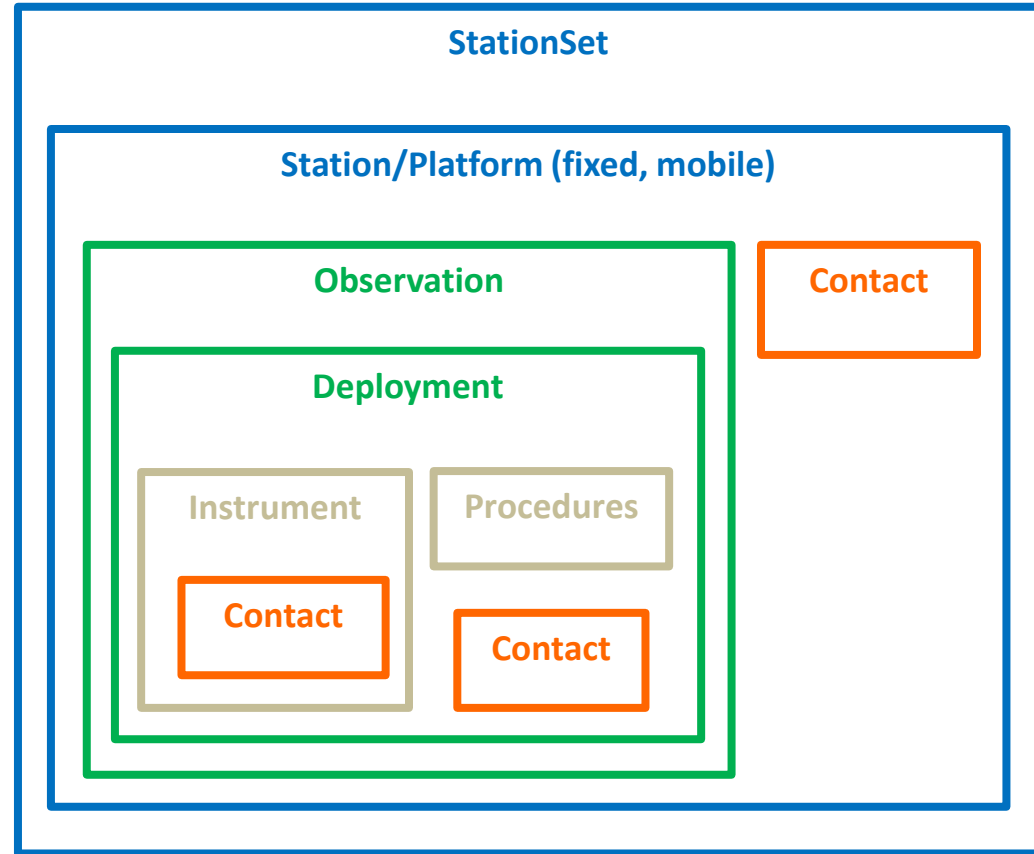 StationSet
Station/Platform (fixed, mobile)
Observation
Contact
Deployment
Instrument
Procedures
Contact
Contact